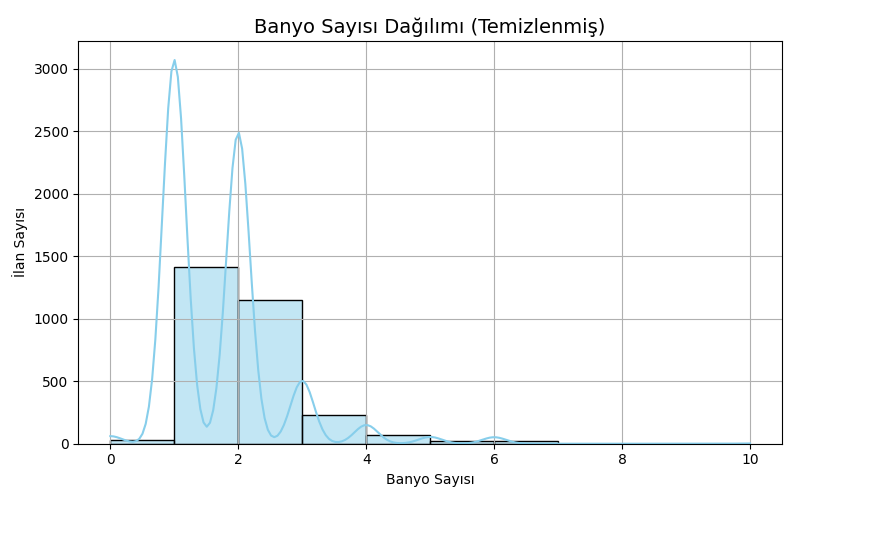 Banyo Sayısı Dağılımı (Temizlenmiş)
3000
2500
2000
1500
1000
500
0
İlan Sayısı
0 2 4 6 8 10
Banyo Sayısı